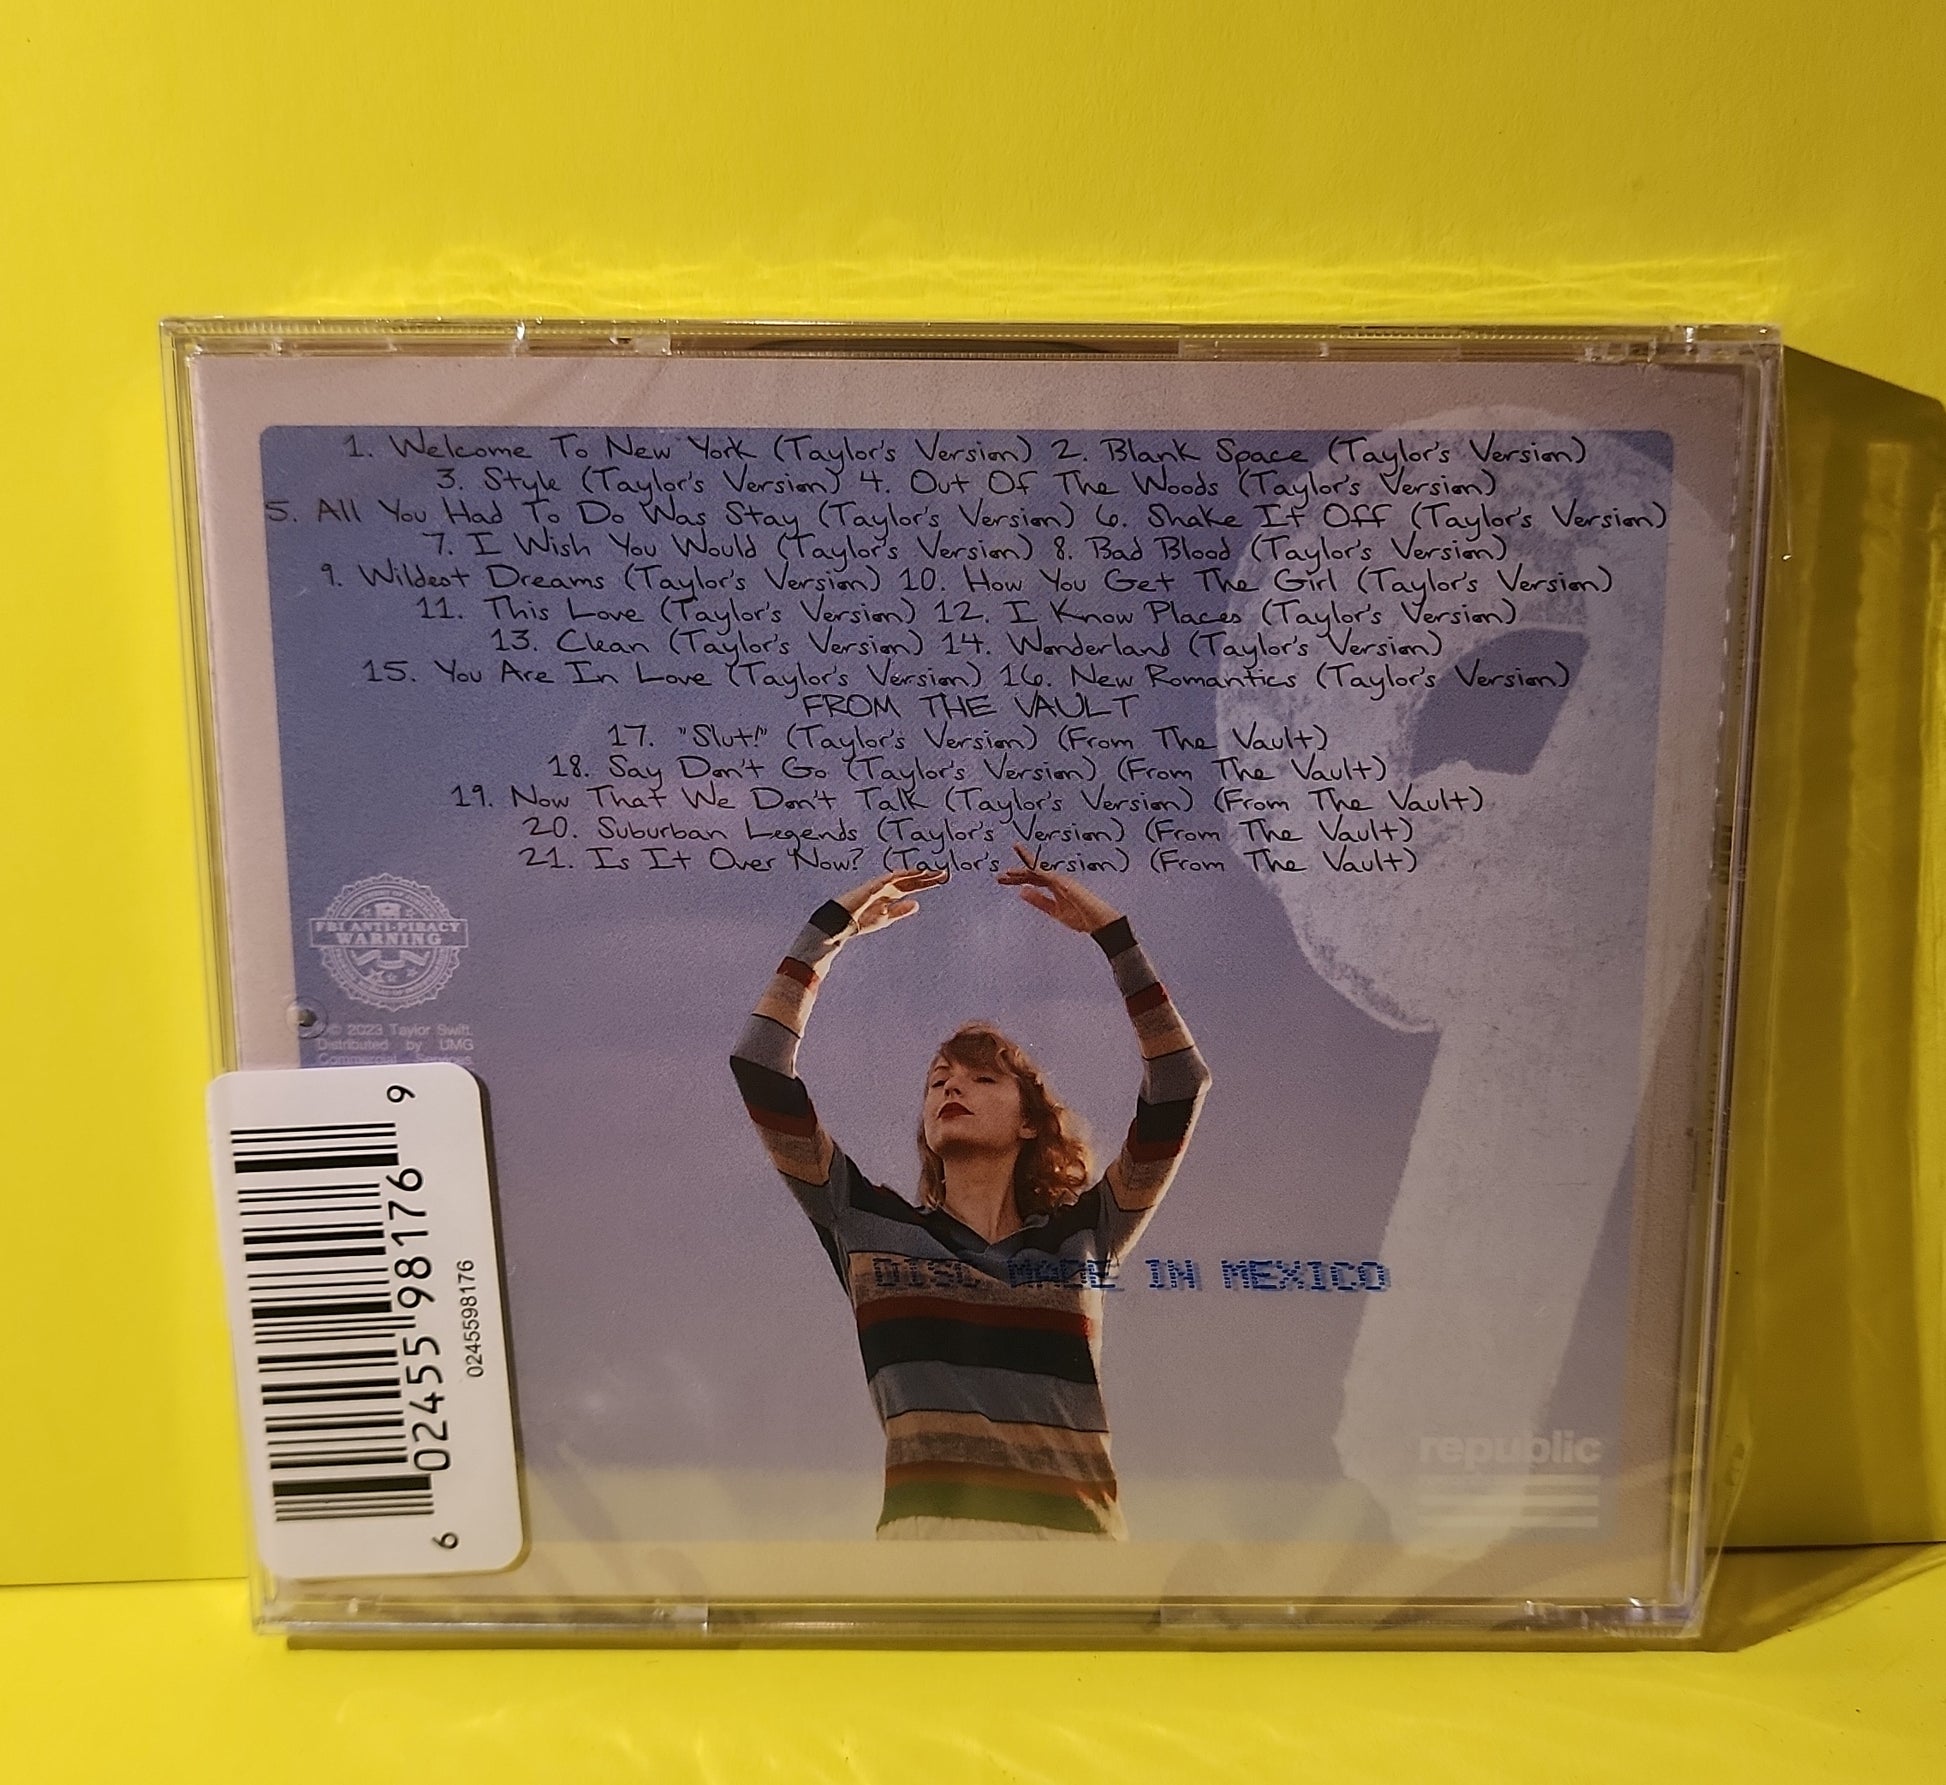 1. Welcome To New York (Taylor's Version) 2. Blank Space (Taylor's Version)
3. Style (Taylor's Version) 4. Out Of The Woods (Taylor's Version)
5. All You Had To Do Was Stay (Taylor's Version) 6. Shake It Off (Taylor's Version)
7. I Wish You Would (Taylor's Version) 8. Bad Blood (Taylor's Version)
9. Wildest Dreams (Taylor's Version) 10. How You Get The Girl (Taylor's Version)
11. This Love (Taylor's Version) 12. I Know Places (Taylor's Version)
13. Clean (Taylor's Version) 14. Wonderland (Taylor's Version)
15. You Are In Love (Taylor's Version) 16. New Romantics (Taylor's Version)
FROM THE VAULT
17. "Slut!" (Taylor's Version) (From The Vault)
18. Say Don't Go (Taylor's Version) (From The Vault)
19. Now That We Don't Talk (Taylor's Version) (From The Vault)
20. Suburban Legends (Taylor's Version) (From The Vault)
21. Is It Over Now? (Taylor's Version) (From The Vault)
FBI ANTI-PIRACY
WARNING
© 2023 Taylor Swift.
Distributed by UMG
Commercial Services
6 02455 98176 9
02455598176
DISC MADE IN MEXICO
republic
9